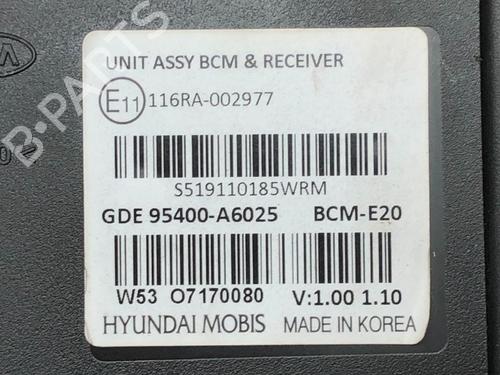 UNIT ASSY BCM & RECEIVER
E11 116RA-002977
S519110185WRM
GDE 95400-A6025 BCM-E20
W53 O7170080 V:1.00 1.10
HYUNDAI MOBIS MADE IN KOREA
B-PARTS